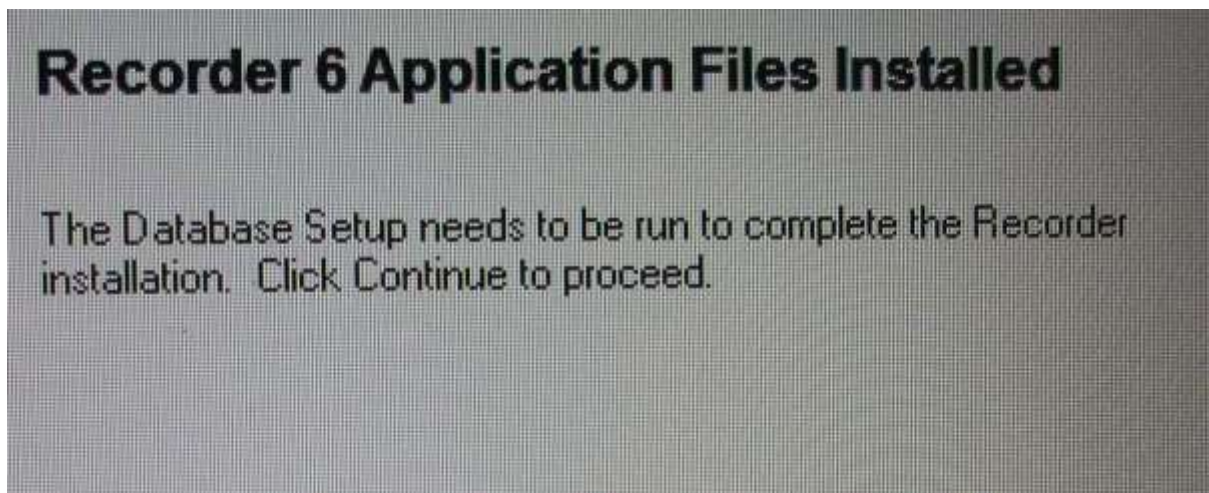 Recorder 6 Application Files Installed
The Database Setup needs to be run to complete the Recorder
installation.  Click Continue to proceed.